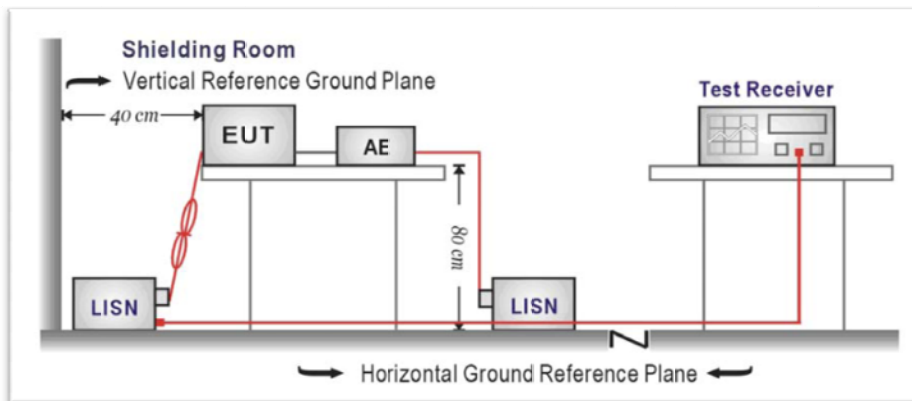 Shielding Room
Vertical Reference Ground Plane
40 cm
EUT
AE
Test Receiver
80 cm
LISN
LISN
Horizontal Ground Reference Plane